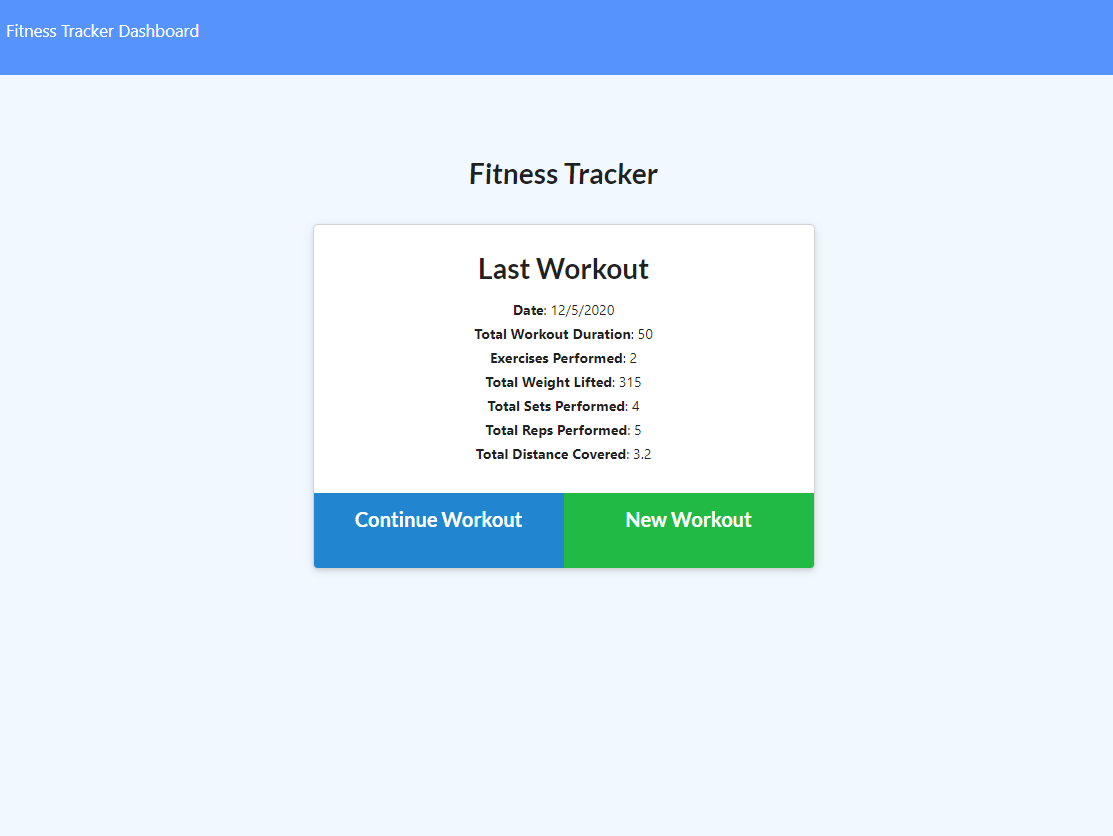 Fitness Tracker Dashboard
Fitness Tracker
Last Workout
Date: 12/5/2020
Total Workout Duration: 50
Exercises Performed: 2
Total Weight Lifted: 315
Total Sets Performed: 4
Total Reps Performed: 5
Total Distance Covered: 3.2
Continue Workout New Workout